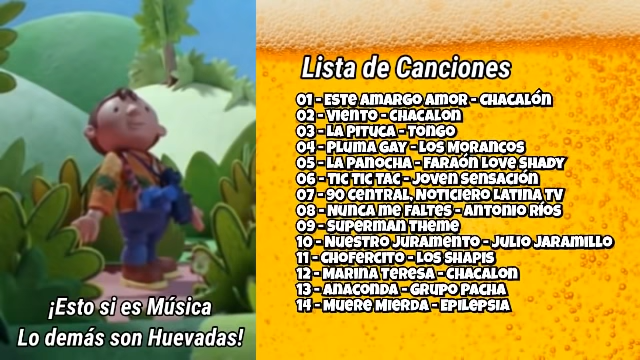 ¡Esto si es Música
Lo demás son Huevadas!
Lista de Canciones
01 - Este amargo amor - Chacalón
02 - Viento - Chacalon
03 - La Pituca - Tongo
04 - Pluma Gay - Los Morancos
05 - La Panocha - Faraón Love Shady
06 - Tic Tic Tac - Joven Sensación
07 - 90 Central, Noticiero Latina TV
08 - Nunca me faltes - Antonio Ríos
09 - Superman Theme
10 - Nuestro Juramento - Julio Jaramillo
11 - Chofercito - Los Shapis
12 - Marina Teresa - Chacalon
13 - Anaconda - Grupo Pacha
14 - Muere Mierda - Epilepsia